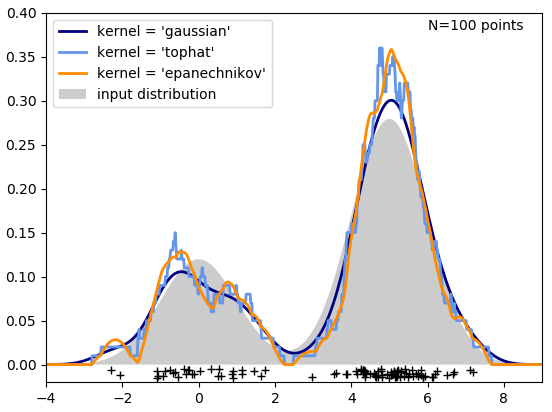 0.40
0.35
0.30
0.25
0.20
0.15
0.10
0.05
0.00
kernel = 'gaussian'
kernel = 'tophat'
kernel = 'epanechnikov'
input distribution
N=100 points
−4 −2 0 2 4 6 8